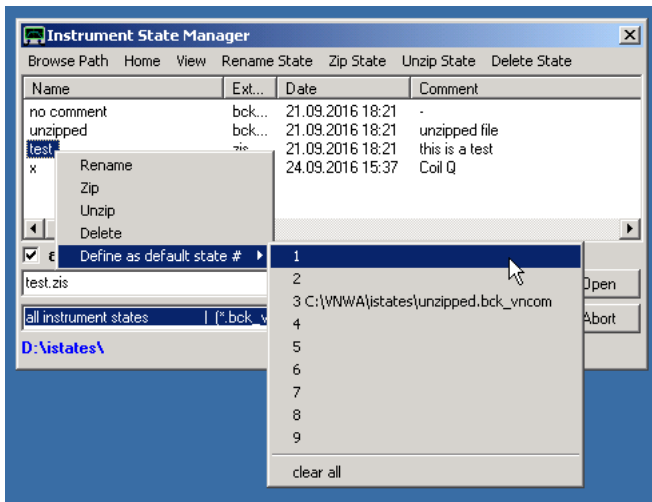 Instrument State Manager
Browse Path Home View Rename State Zip State Unzip State Delete State
Name Ext... Date Comment
no comment bck... 21.09.2016 18:21 -
unzipped bck... 21.09.2016 18:21 unzipped file
test zis 21.09.2016 18:21 this is a test
x 24.09.2016 15:37 Coil Q
Rename
Zip
Unzip
Delete
Define as default state #
1
2
3 C:\VNWA\istates\unzipped.bck_vncom
4
5
6
7
8
9
clear all
test.zis
Open
all instrument states | (*.bck_v
Abort
D:\istates\